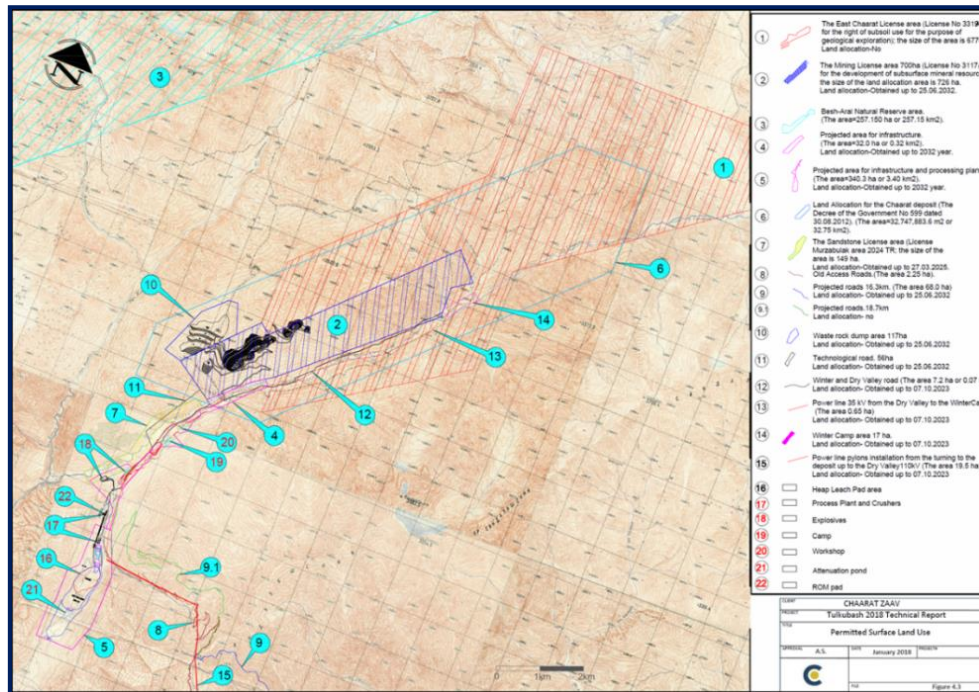 3
1
6
10
2
14
13
12
11
7
4
20
19
18
22
17
16
9.1
21
8
9
5
15
0 1km 2km
1
The East Chaarat License area (License No 3319
for the right of subsoil use for the purpose of
geological exploration); the size of the area is 677
Land allocation-No
2
The Mining License area 700ha (License No 3117
for the development of subsurface mineral resourc
the size of the land allocation area is 726 ha.
Land allocation-Obtained up to 25.06.2032.
3
Besh-Aral Natural Reserve area.
(The area=257.150 ha or 257.15 km2).
4
Projected area for infrastructure.
(The area=32.0 ha or 0.32 km2).
Land allocation-Obtained up to 2032 year.
5
Projected area for infrastructure and processing plan
(The area=340.3 ha or 3.40 km2).
Land allocation-Obtained up to 2032 year.
6
Land Allocation for the Chaarat deposit (The
Decree of the Government No 599 dated
30.08.2012). (The area=32.747,883.6 m2 or
32.75 km2).
7
The Sandstone License area (License
Murzabulak area 2024 TR; the size of the
area is 149 ha.
Land allocation-Obtained up to 27.03.2025.
8
Old Access Roads.(The area 2.25 ha).
9
Projected roads 16.3km. (The area 68.0 ha)
Land allocation- Obtained up to 25.06.2032
9.1
Projected roads.18.7km
Land allocation- no
10
Waste rock dump area 117ha
Land allocation- Obtained up to 25.06.2032
11
Technological road. 56ha
Land allocation- Obtained up to 25.06.2032
12
Winter and Dry Valley road (The area 7.2 ha or 0.07
Land allocation- Obtained up to 07.10.2023
13
Power line 35 kV from the Dry Valley to the WinterCa
(The area 0.65 ha)
Land allocation- Obtained up to 07.10.2023
14
Winter Camp area 17 ha.
Land allocation- Obtained up to 07.10.2023
15
Power line pylons installation from the turning to the
deposit up to the Dry Valley110kV (The area 19.5 ha
Land allocation- Obtained up to 07.10.2023
16
Heap Leach Pad area
17
Process Plant and Crushers
18
Explosives
19
Camp
20
Workshop
21
Attenuation pond
22
ROM pad
CLIENT
CHAARAT ZAAV
PROJECT
Tulkubash 2018 Technical Report
TITLE
Permitted Surface Land Use
APPROVAL A.S. DATE January 2018
Figure 4.3